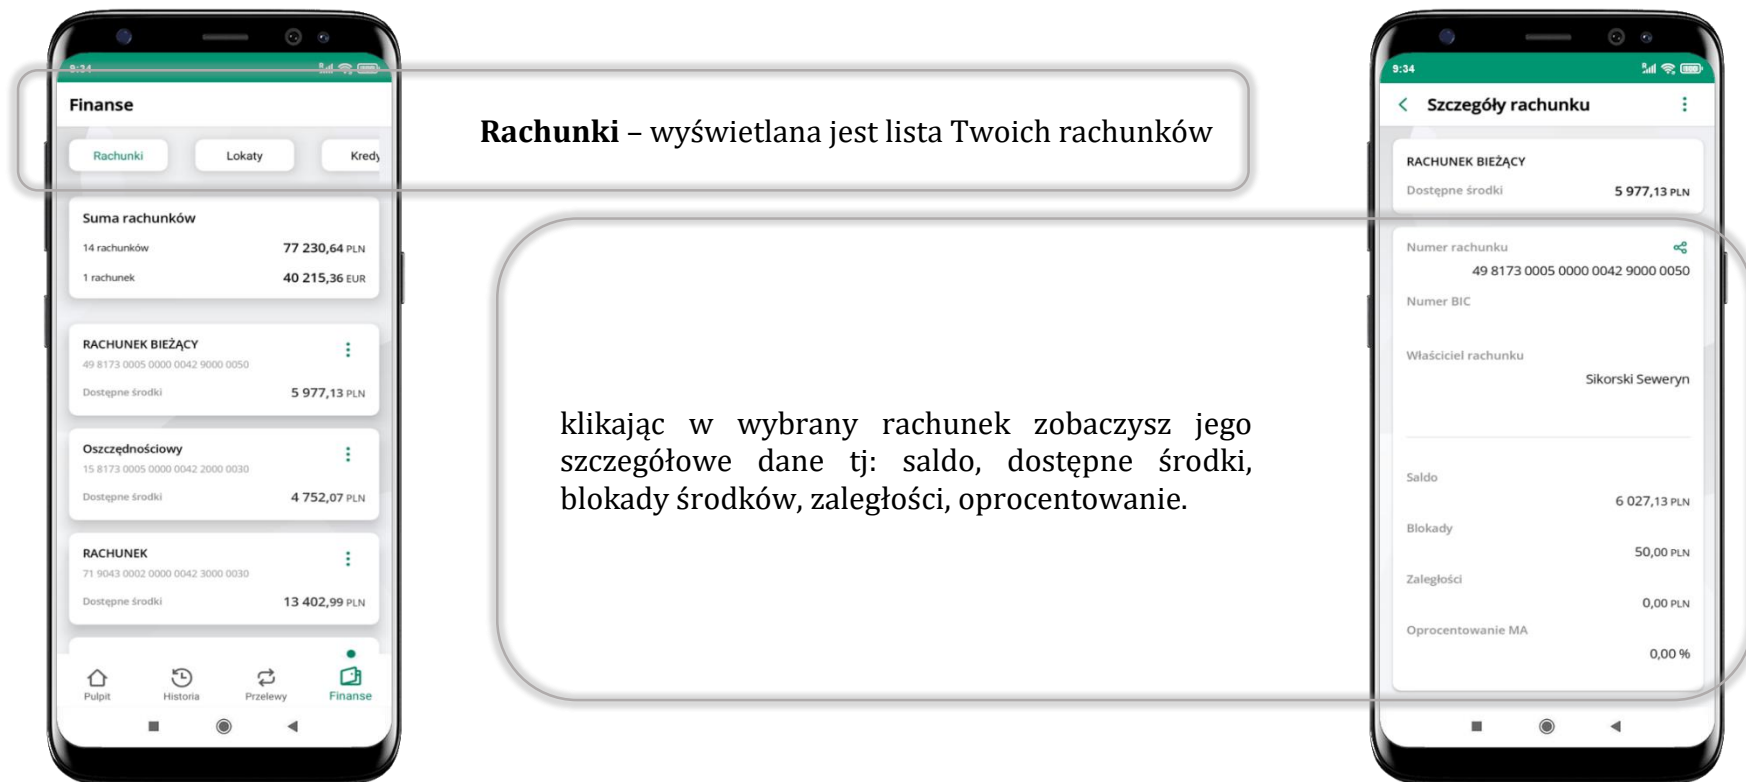 9:34
Finanse
Rachunki Lokaty Kredy
Suma rachunków
14 rachunków 77 230,64 PLN
1 rachunek 40 215,36 EUR
RACHUNEK BIEŻĄCY
49 8173 0005 0000 0042 9000 0050
Dostępne środki 5 977,13 PLN
Oszczędnościowy
15 8173 0005 0000 0042 2000 0030
Dostępne środki 4 752,07 PLN
RACHUNEK
71 9043 0002 0000 0042 3000 0030
Dostępne środki 13 402,99 PLN
Pulpit Historia Przelewy Finanse
Rachunki – wyświetlana jest lista Twoich rachunków
klikając w wybrany rachunek zobaczysz jego
szczegółowe dane tj: saldo, dostępne środki,
blokady środków, zaległości, oprocentowanie.
9:34
Szczegóły rachunku
RACHUNEK BIEŻĄCY
Dostępne środki 5 977,13 PLN
Numer rachunku
49 8173 0005 0000 0042 9000 0050
Numer BIC
Właściciel rachunku
Sikorski Seweryn
Saldo
6 027,13 PLN
Blokady
50,00 PLN
Zaległości
0,00 PLN
Oprocentowanie MA
0,00 %